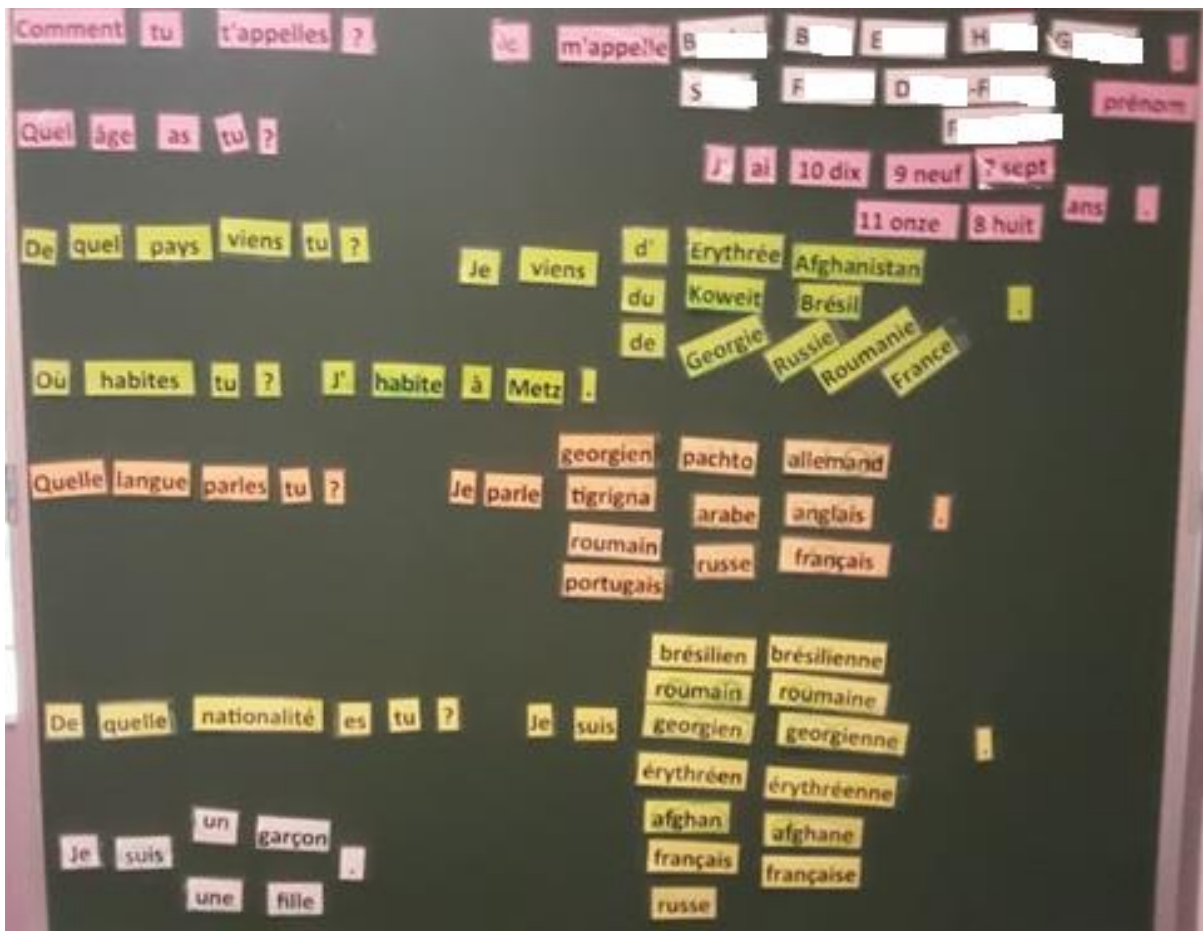 Comment tu t'appelles ? Je m'appelle B B E H G .
S F D -F prénom
F
Quel âge as tu ?
J' ai 10 dix 9 neuf 7 sept ans .
11 onze 8 huit
De quel pays viens tu ? Je viens d' Erythrée Afghanistan
du Koweit Brésil .
de Georgie Russie Roumanie France
Où habites tu ? J' habite à Metz .
Quelle langue parles tu ? Je parle georgien pachto allemand
tigrigna arabe anglais .
roumain russe français
portugais
brésilien brésilienne
roumain roumaine
De quelle nationalité es tu ? Je suis georgien georgienne .
érythréen érythréenne
afghan afghane
français française
russe
Je suis un garçon .
une fille